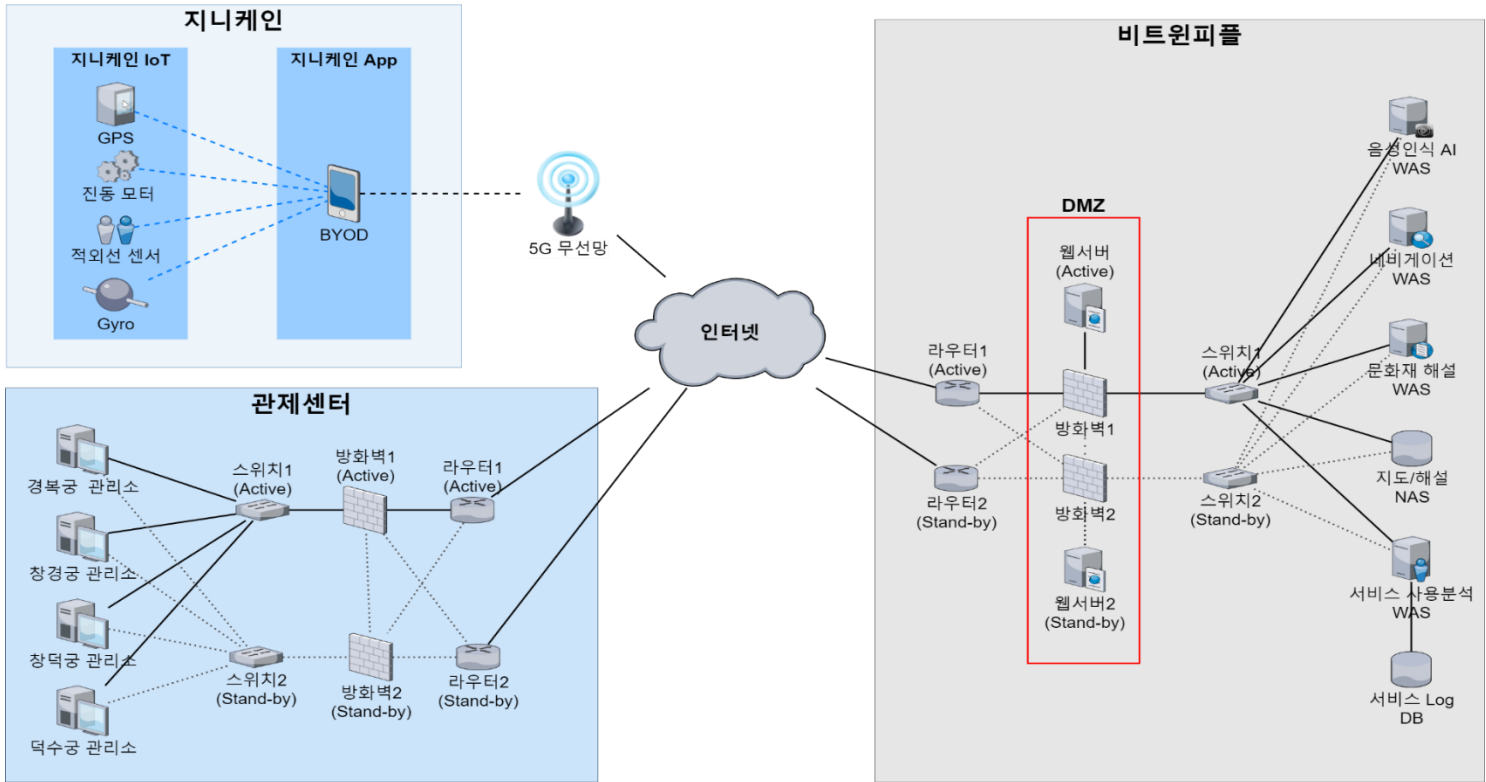 지니케인
지니케인 IoT
GPS
진동 모터
적외선 센서
Gyro
지니케인 App
BYOD
5G 무선망
인터넷
관제센터
경복궁 관리소
창경궁 관리소
창덕궁 관리소
덕수궁 관리소
스위치1
(Active)
스위치2
(Stand-by)
방화벽1
(Active)
방화벽2
(Stand-by)
라우터1
(Active)
라우터2
(Stand-by)
비트윈피플
라우터1
(Active)
라우터2
(Stand-by)
DMZ
웹서버
(Active)
방화벽1
방화벽2
웹서버2
(Stand-by)
스위치1
(Active)
스위치2
(Stand-by)
음성인식 AI
WAS
네비게이션
WAS
문화재 해설
WAS
지도/해설
NAS
서비스 사용분석
WAS
서비스 Log
DB